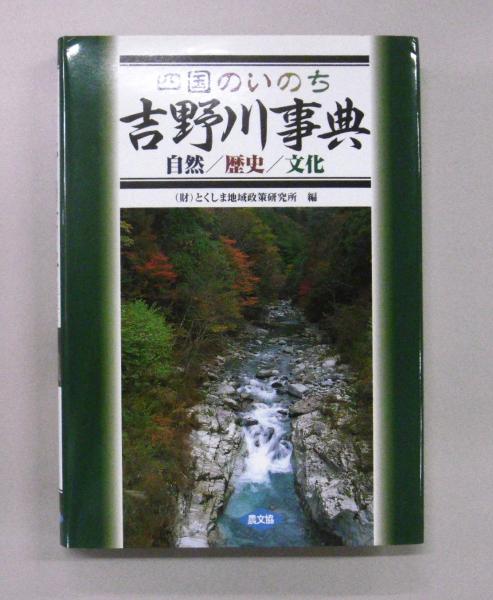 四国のいのち
吉野川事典
自然／歴史／文化
（財）とくしま地域政策研究所　編
農文協